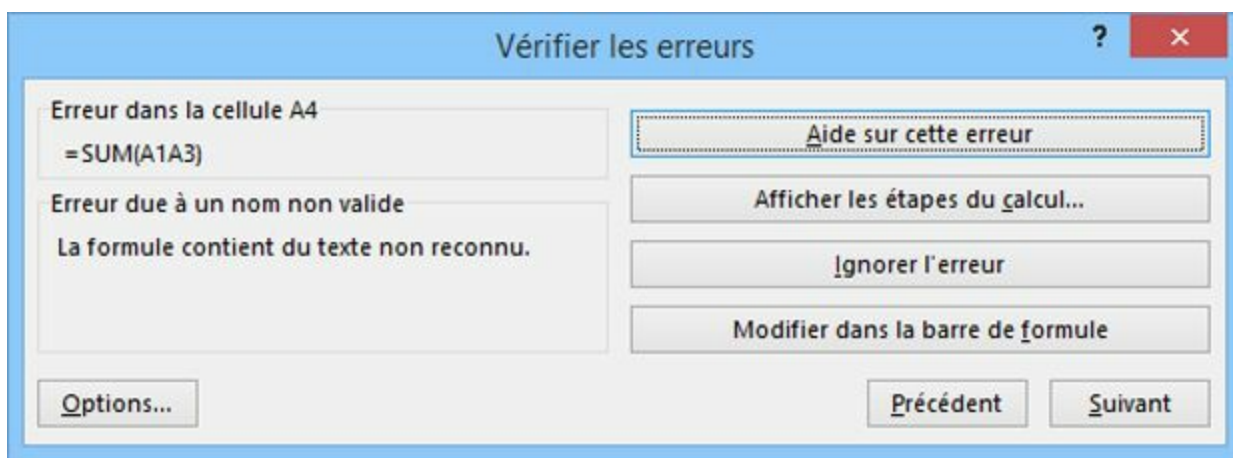 Vérifier les erreurs
?
Erreur dans la cellule A4
=SUM(A1A3)
Erreur due à un nom non valide
La formule contient du texte non reconnu.
Aide sur cette erreur
Afficher les étapes du calcul...
Ignorer l'erreur
Modifier dans la barre de formule
Options...
Précédent
Suivant